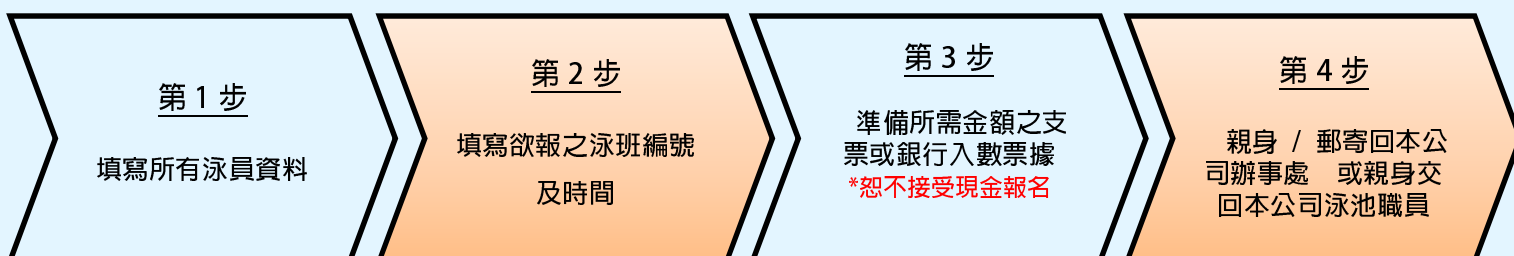 第 1 步
填寫所有泳員資料
第 2 步
填寫欲報之泳班編號
及時間
第 3 步
準備所需金額之支
票或銀行入數票據
*恕不接受現金報名
第 4 步
親身 / 郵寄回本公
司辦事處 或親身交
回本公司泳池職員